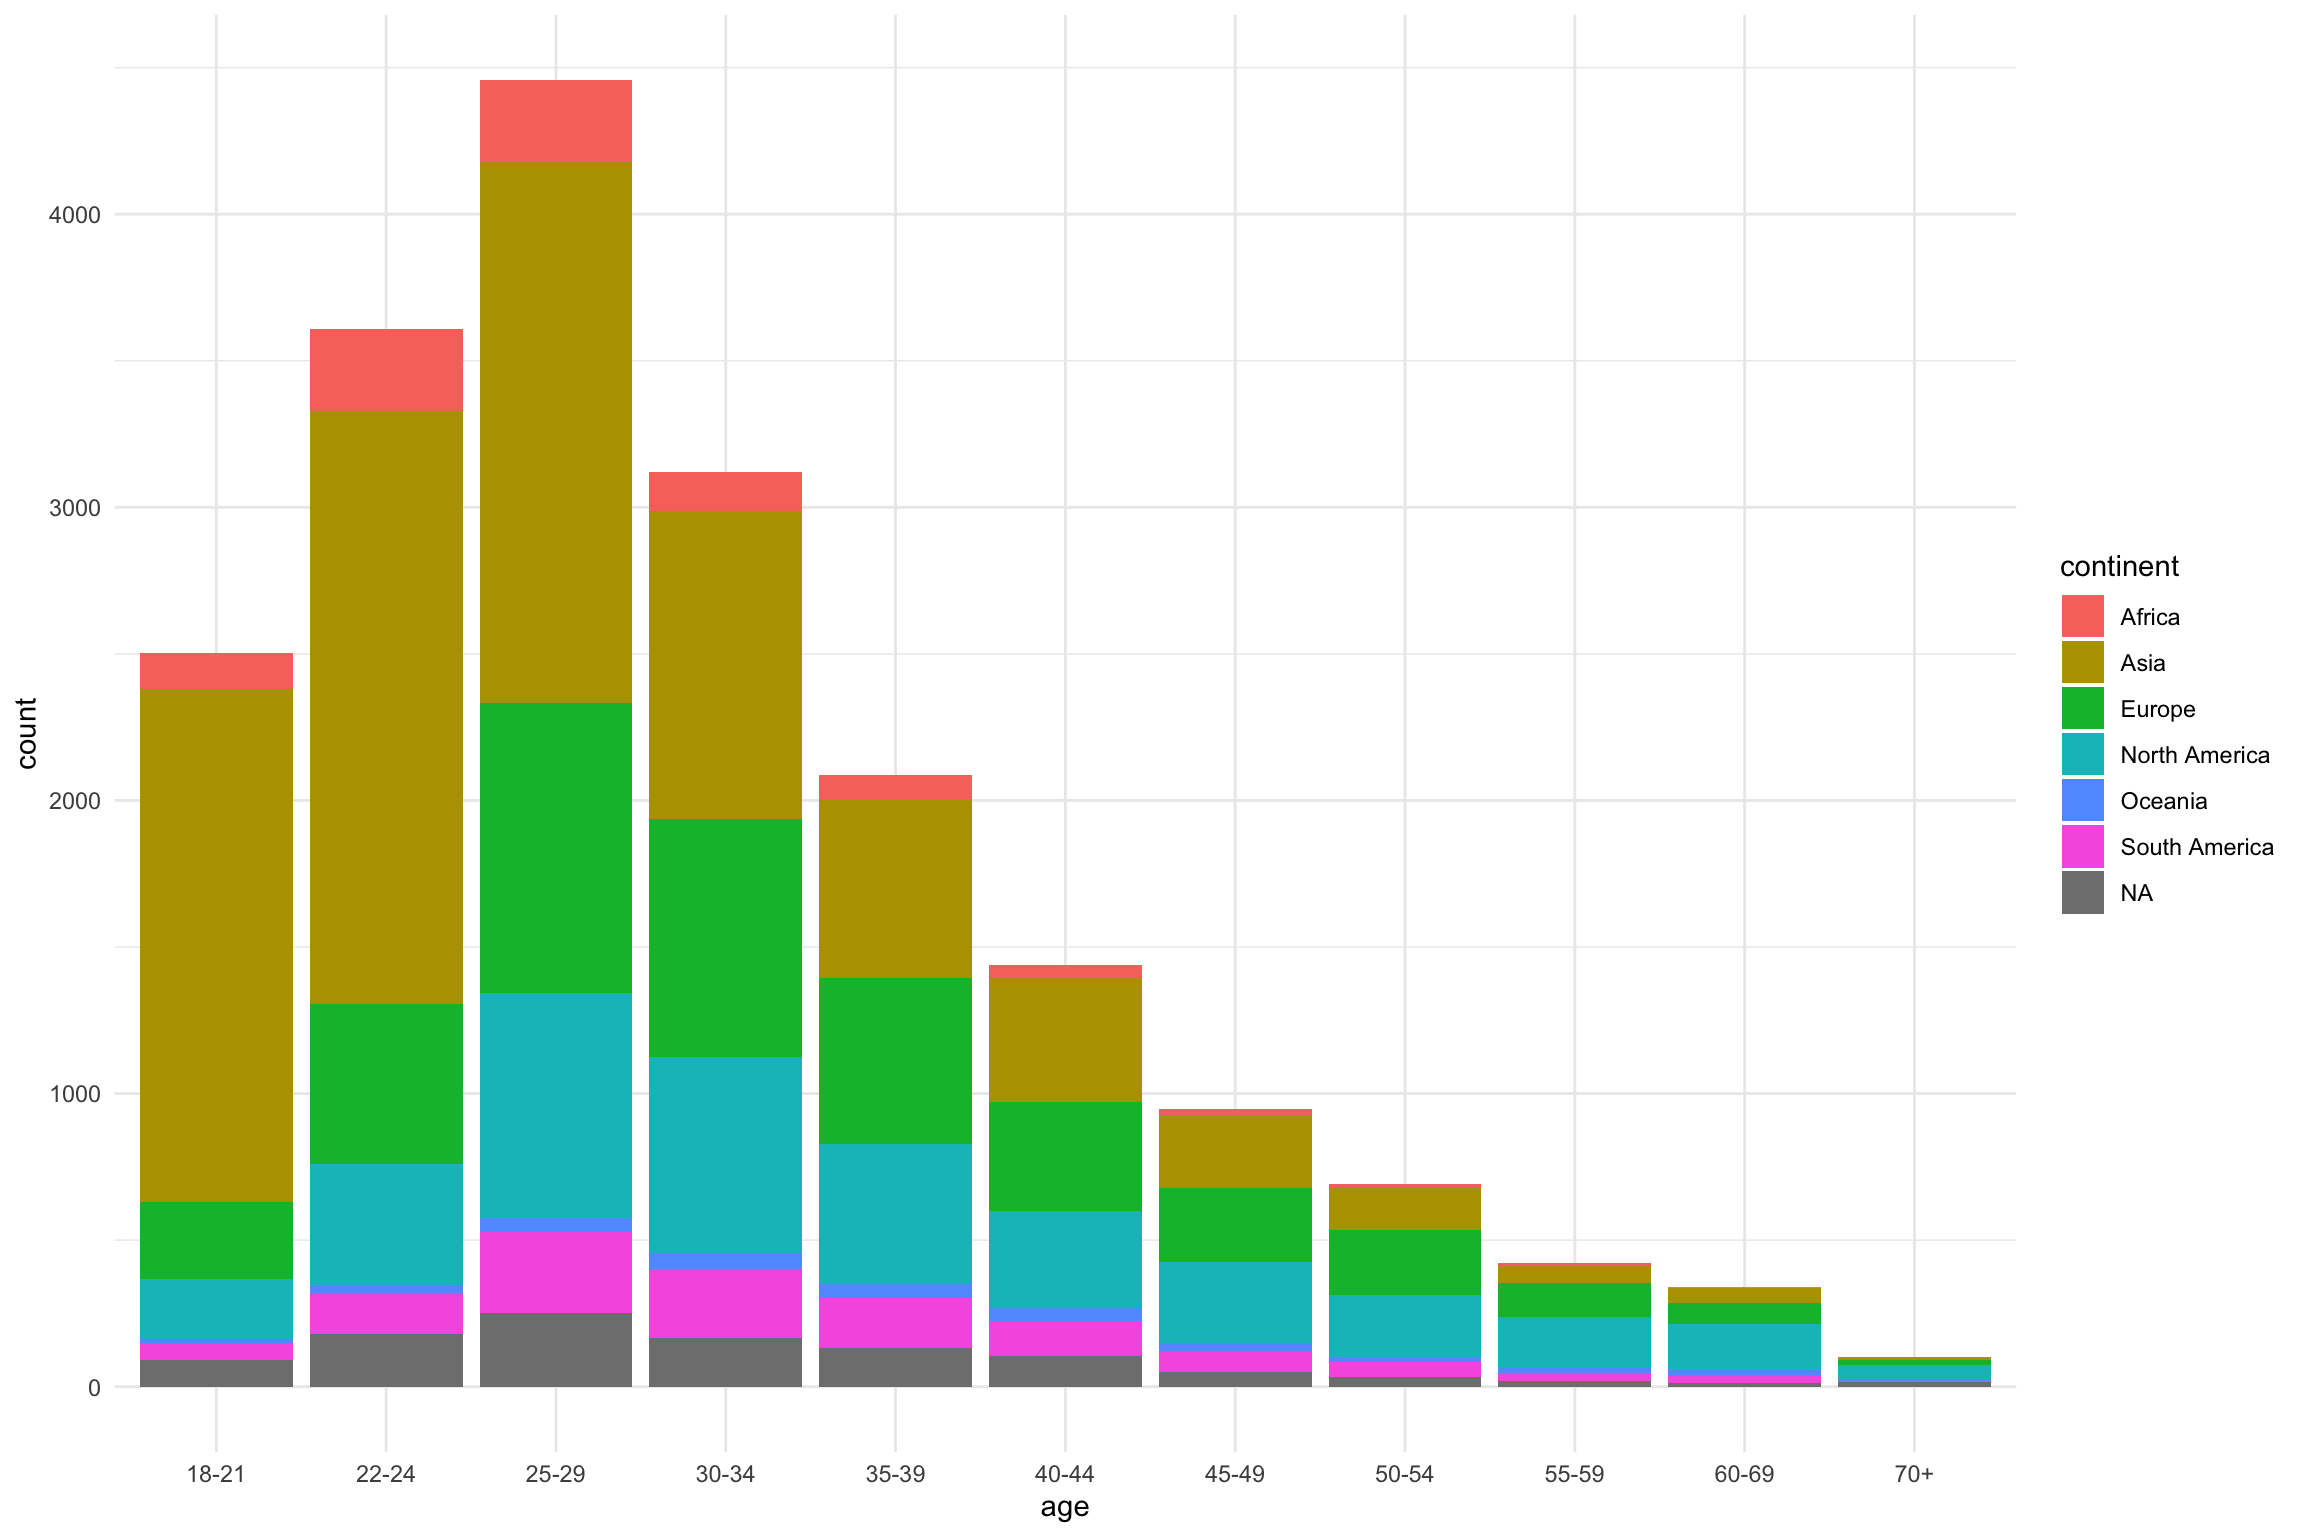 4000
3000
2000
1000
0
count
18-21 22-24 25-29 30-34 35-39 40-44 45-49 50-54 55-59 60-69 70+
age
continent
Africa
Asia
Europe
North America
Oceania
South America
NA